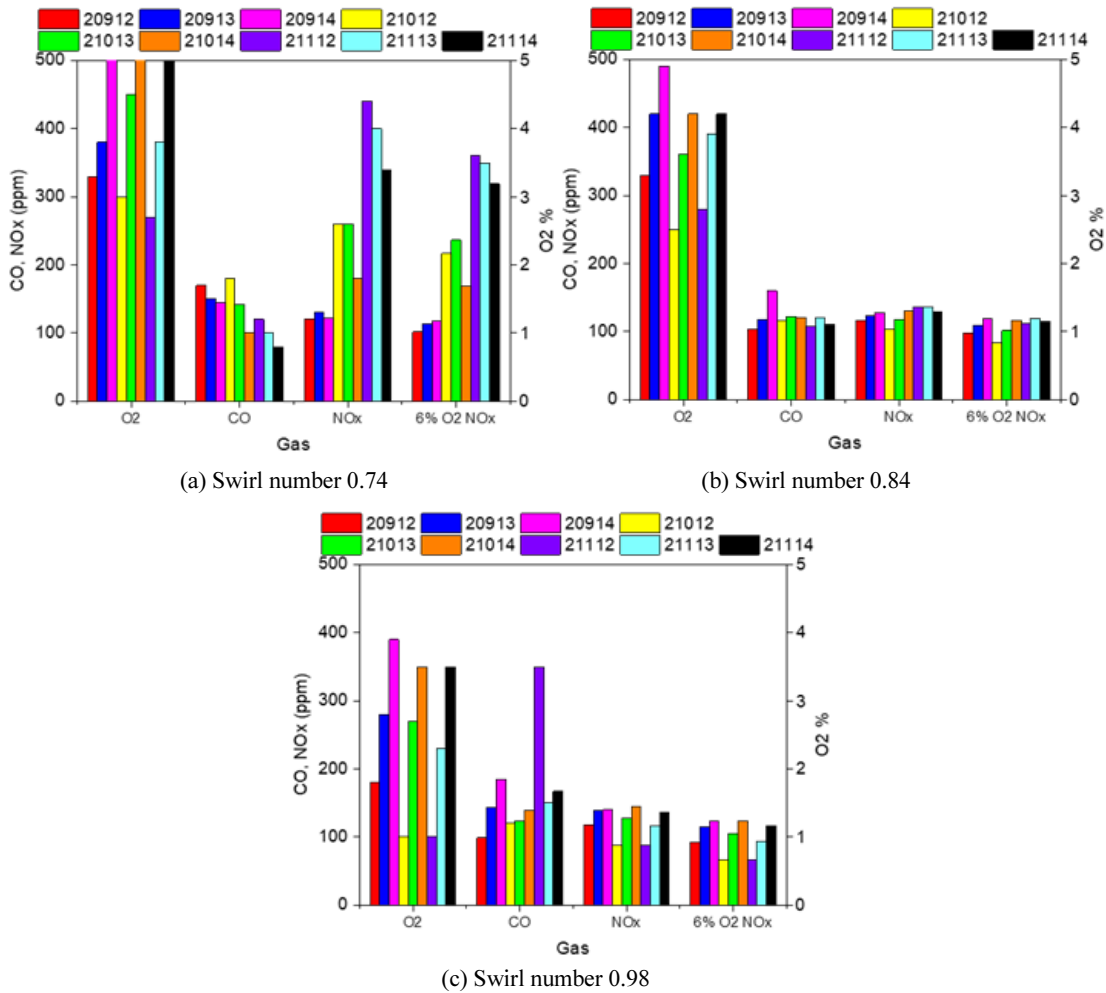 20912 20913 20914 21012
21013 21014 21112 21113 21114
500
400
300
200
100
0
CO, NOx (ppm)
5
4
3
2
1
0
O2 %
O2 CO NOx 6% O2 NOx
Gas
(a) Swirl number 0.74
20912 20913 20914 21012
21013 21014 21112 21113 21114
500
400
300
200
100
0
CO, NOx (ppm)
5
4
3
2
1
0
O2 %
O2 CO NOx 6% O2 NOx
Gas
(b) Swirl number 0.84
20912 20913 20914 21012
21013 21014 21112 21113 21114
500
400
300
200
100
0
CO, NOx (ppm)
5
4
3
2
1
0
O2 %
O2 CO NOx 6% O2 NOx
Gas
(c) Swirl number 0.98